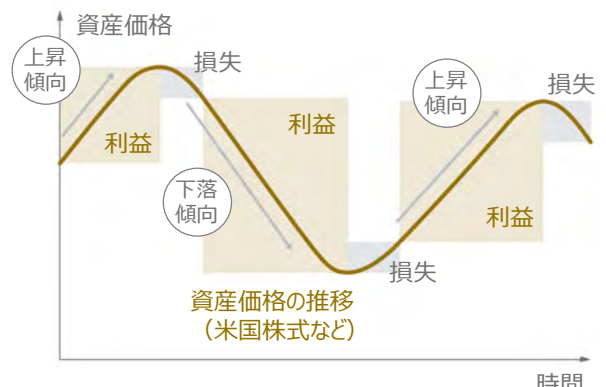 資産価格
上昇
傾向
損失
利益
下落
傾向
利益
上昇
傾向
損失
利益
損失
資産価格の推移
（米国株式など）
時間